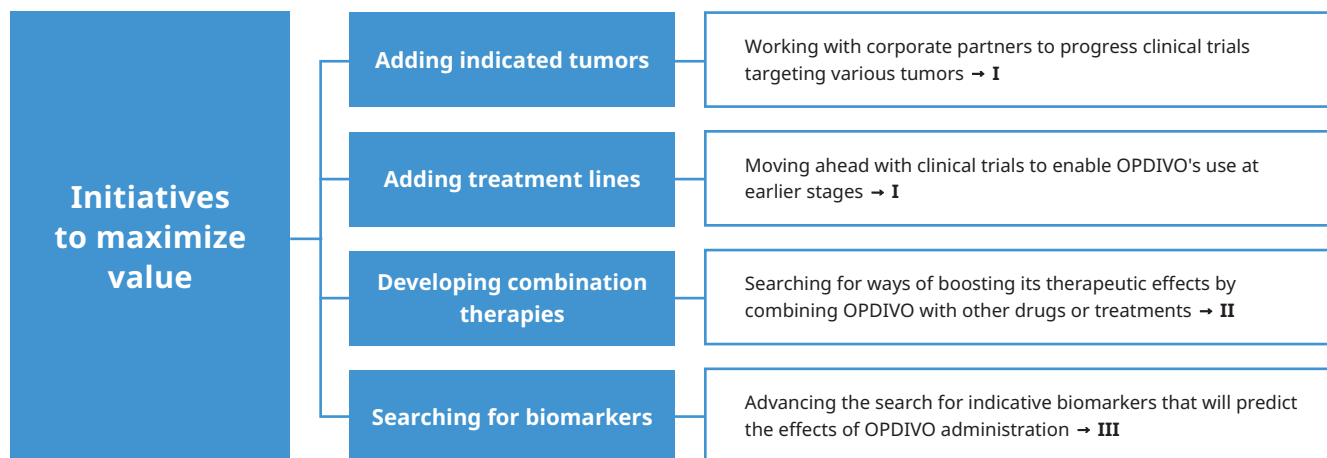 Initiatives
to maximize
value
Adding indicated tumors
Working with corporate partners to progress clinical trials
targeting various tumors → I
Adding treatment lines
Moving ahead with clinical trials to enable OPDIVO's use at
earlier stages → I
Developing combination
therapies
Searching for ways of boosting its therapeutic effects by
combining OPDIVO with other drugs or treatments → II
Searching for biomarkers
Advancing the search for indicative biomarkers that will predict
the effects of OPDIVO administration → III